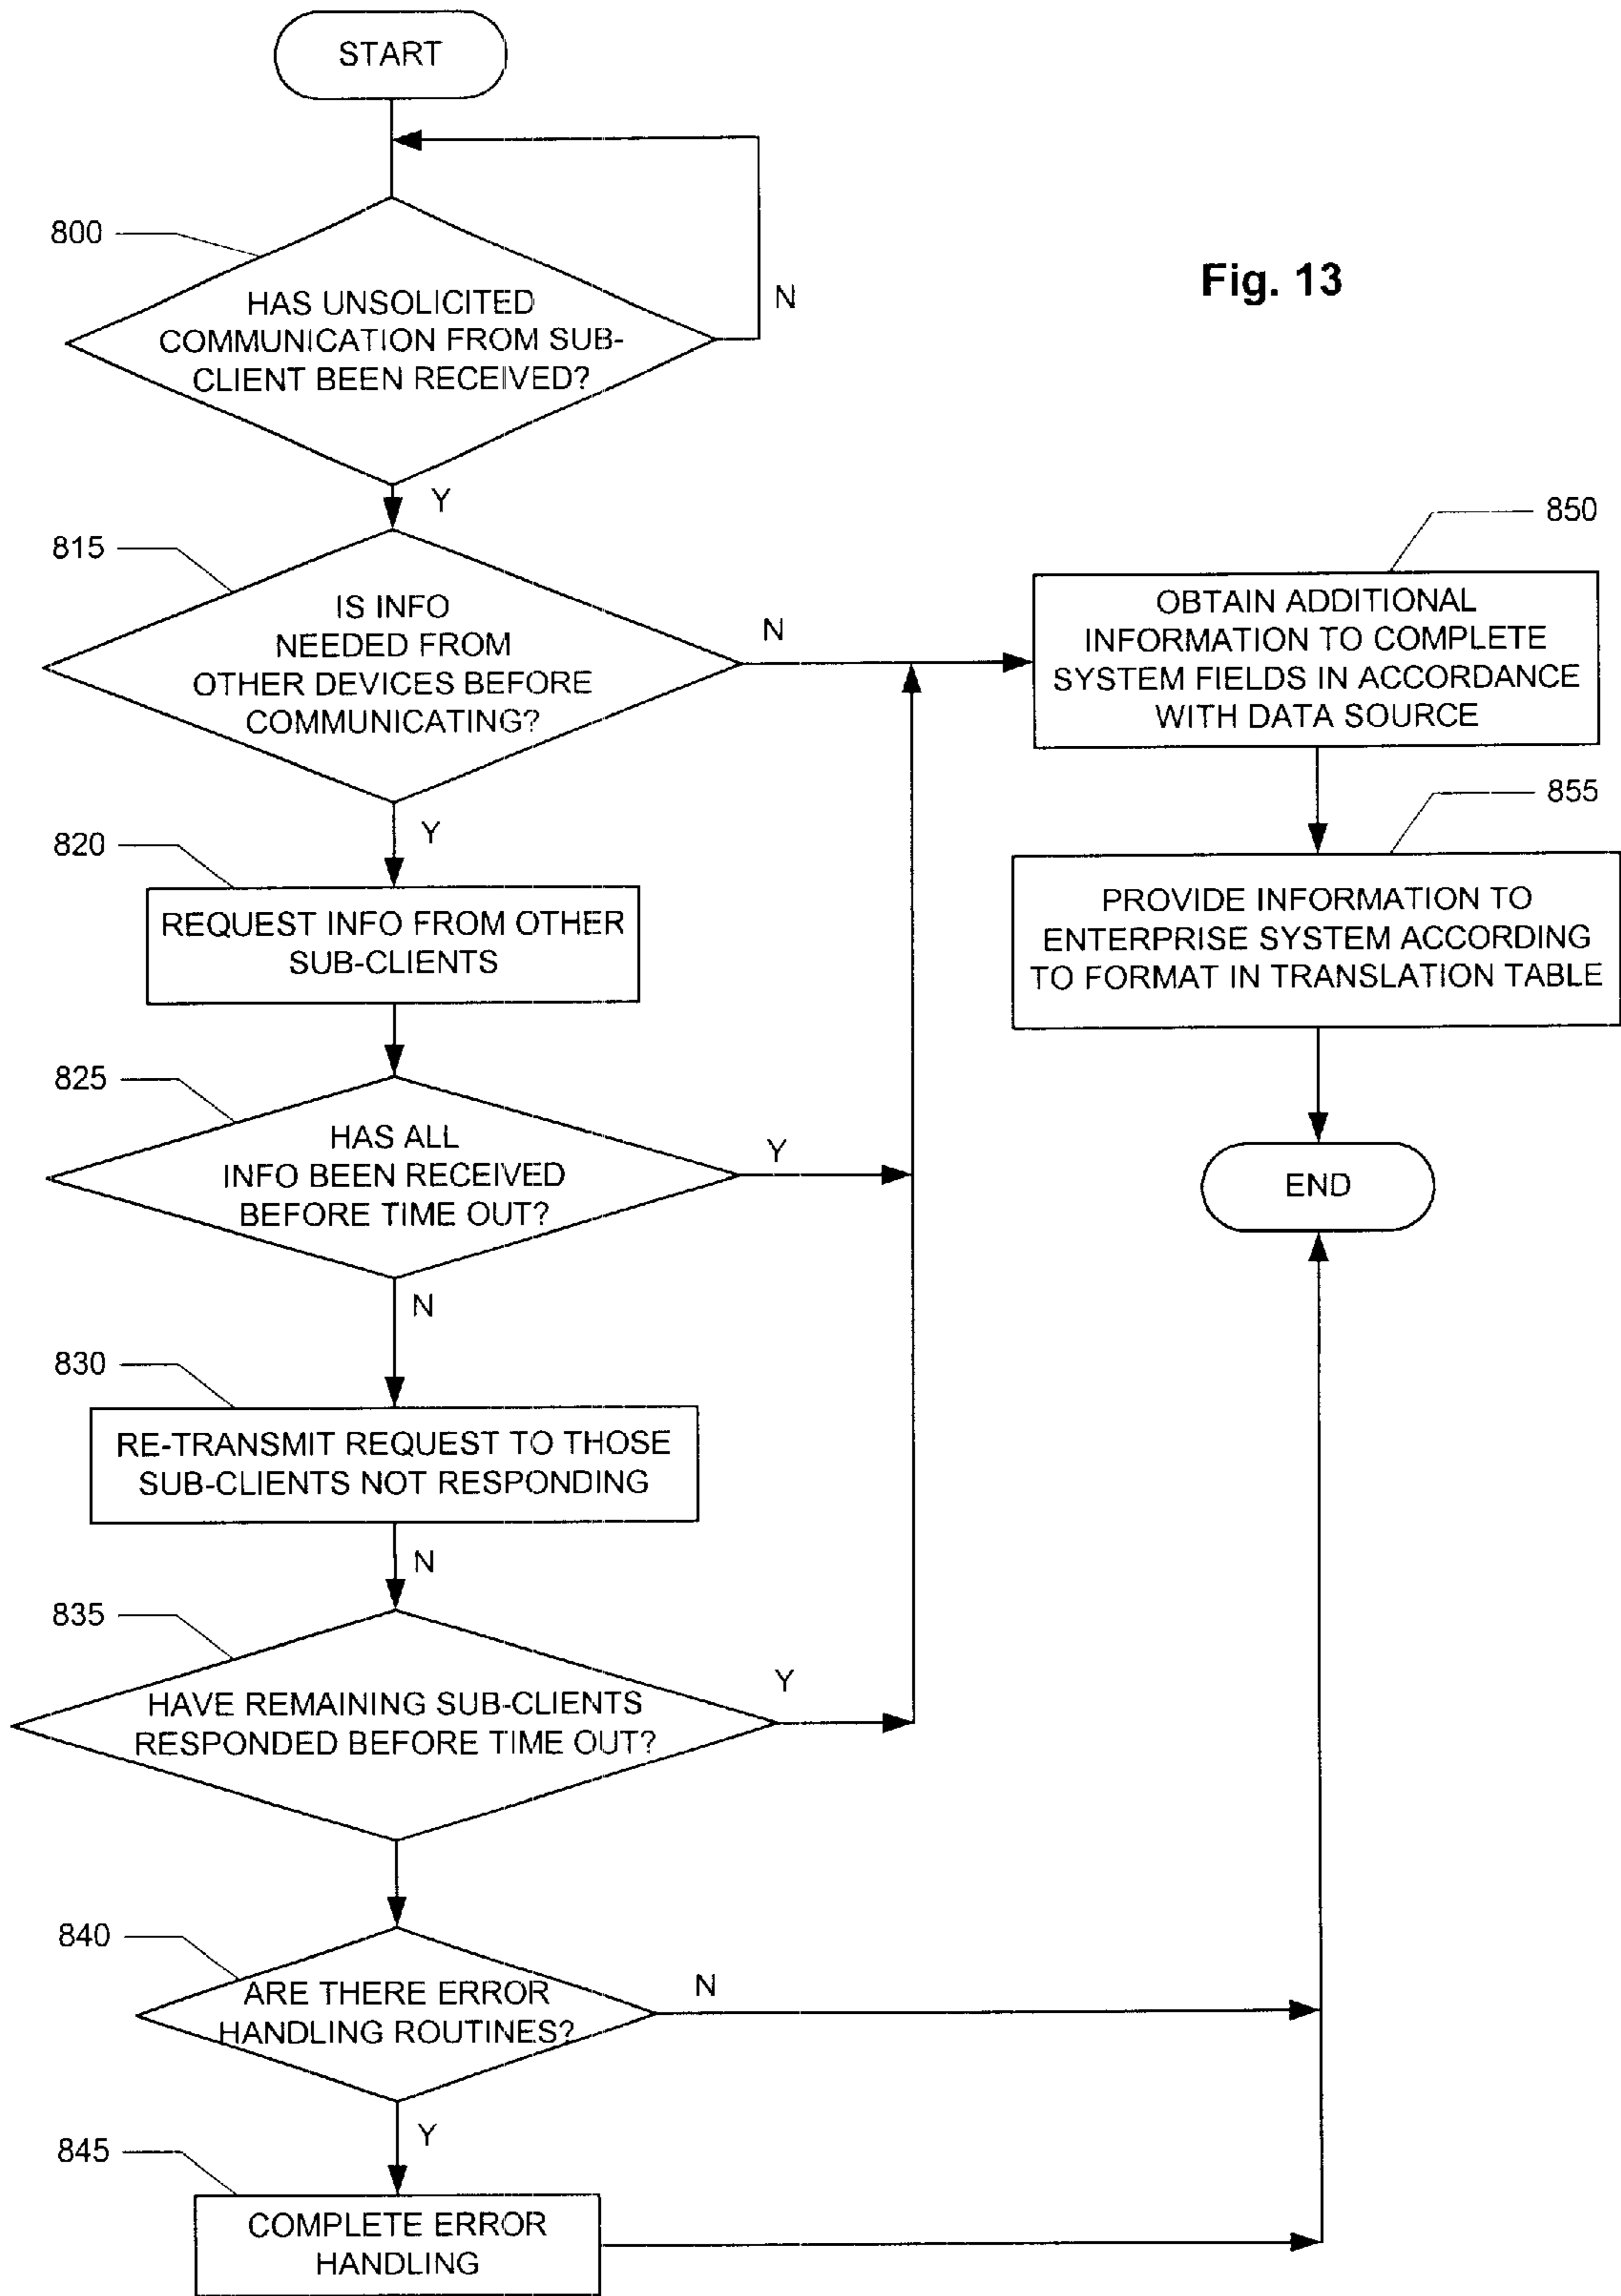 START
800
HAS UNSOLICITED
COMMUNICATION FROM SUB-
CLIENT BEEN RECEIVED?
N
Fig. 13
Y
815
IS INFO
NEEDED FROM
OTHER DEVICES BEFORE
COMMUNICATING?
N
850
OBTAIN ADDITIONAL
INFORMATION TO COMPLETE
SYSTEM FIELDS IN ACCORDANCE
WITH DATA SOURCE
Y
820
REQUEST INFO FROM OTHER
SUB-CLIENTS
855
PROVIDE INFORMATION TO
ENTERPRISE SYSTEM ACCORDING
TO FORMAT IN TRANSLATION TABLE
825
HAS ALL
INFO BEEN RECEIVED
BEFORE TIME OUT?
Y
END
N
830
RE-TRANSMIT REQUEST TO THOSE
SUB-CLIENTS NOT RESPONDING
N
835
HAVE REMAINING SUB-CLIENTS
RESPONDED BEFORE TIME OUT?
Y
840
ARE THERE ERROR
HANDLING ROUTINES?
N
Y
845
COMPLETE ERROR
HANDLING